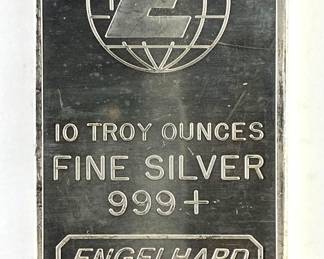 E
10 TROY OUNCES
FINE SILVER
999+
ENGELHARD